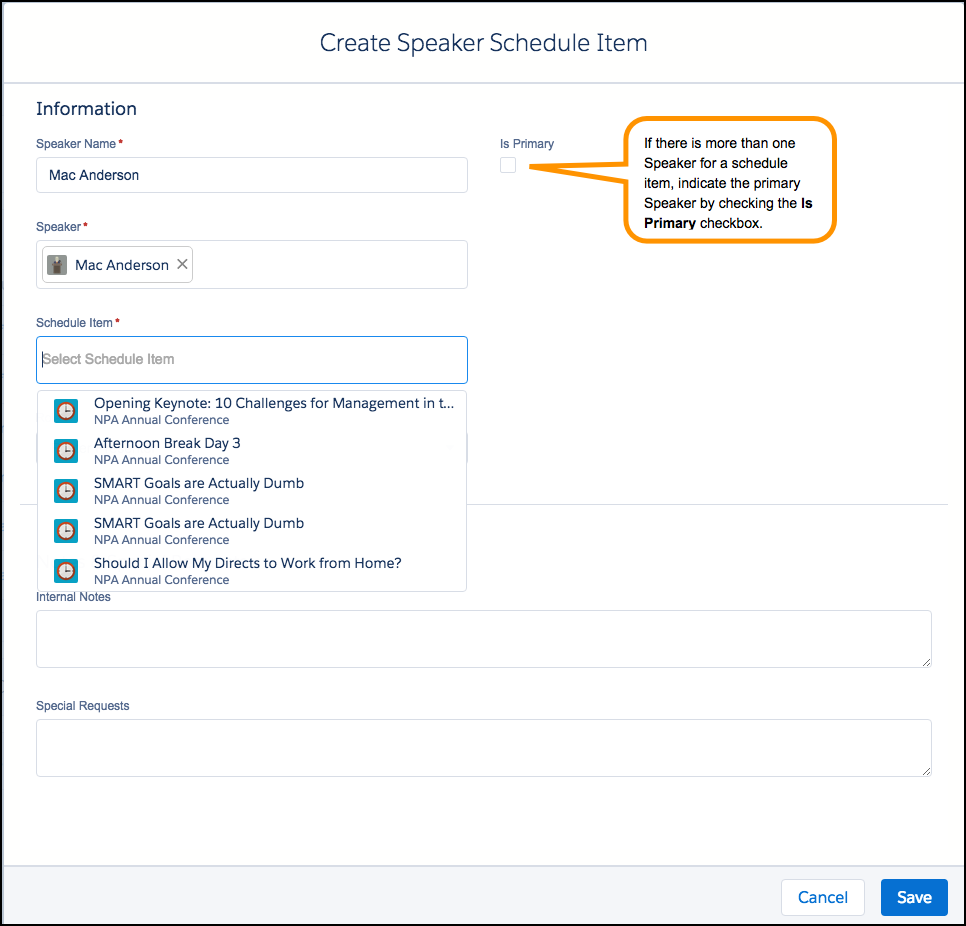 Create Speaker Schedule Item
Information
Speaker Name*
Mac Anderson
Is Primary
If there is more than one
Speaker for a schedule
item, indicate the primary
Speaker by checking the Is
Primary checkbox.
Speaker*
Mac Anderson
Schedule Item*
Select Schedule Item
Opening Keynote: 10 Challenges for Management in t...
NPA Annual Conference
Afternoon Break Day 3
NPA Annual Conference
SMART Goals are Actually Dumb
NPA Annual Conference
SMART Goals are Actually Dumb
NPA Annual Conference
Should I Allow My Directs to Work from Home?
NPA Annual Conference
Internal Notes
Special Requests
Cancel
Save